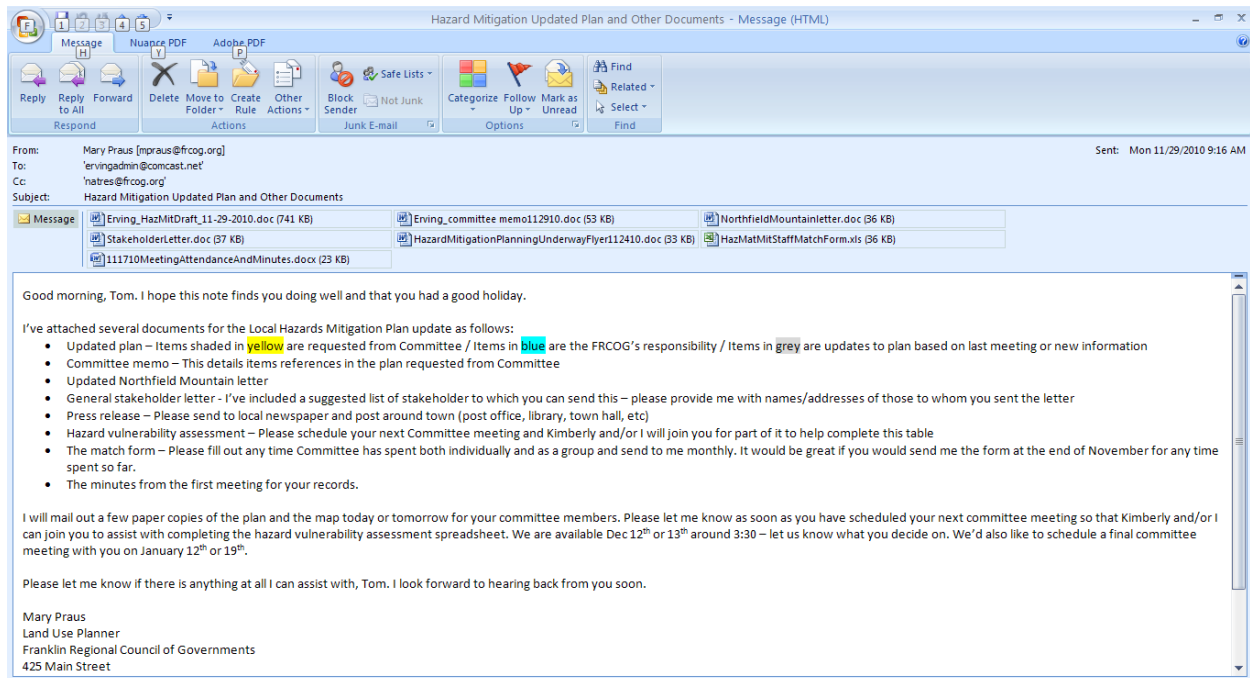 Hazard Mitigation Updated Plan and Other Documents - Message (HTML)
F 1 2 3 4 5
Message Nuance PDF Adobe PDF
H Y P
Reply Reply to All Forward Delete Move to Folder Create Rule Other Actions Block Sender Safe Lists Not Junk Categorize Follow Up Mark as Unread Find Related Select
Respond Actions Junk E-mail Options Find
From: Mary Praus [mpraus@frcog.org] Sent: Mon 11/29/2010 9:16 AM
To: 'ervingadmin@comcast.net'
Cc: 'natres@frcog.org'
Subject: Hazard Mitigation Updated Plan and Other Documents
Message Erving_HazMitDraft_11-29-2010.doc (741 KB) Erving_committee memo112910.doc (53 KB) NorthfieldMountainletter.doc (36 KB)
StakeholderLetter.doc (37 KB) HazardMitigationPlanningUnderwayFlyer112410.doc (33 KB) HazMatMitStaffMatchForm.xls (36 KB)
111710MeetingAttendanceAndMinutes.docx (23 KB)
Good morning, Tom. I hope this note finds you doing well and that you had a good holiday.
I've attached several documents for the Local Hazards Mitigation Plan update as follows:
• Updated plan – Items shaded in yellow are requested from Committee / Items in blue are the FRCOG's responsibility / Items in grey are updates to plan based on last meeting or new information
• Committee memo – This details items references in the plan requested from Committee
• Updated Northfield Mountain letter
• General stakeholder letter - I've included a suggested list of stakeholder to which you can send this – please provide me with names/addresses of those to whom you sent the letter
• Press release – Please send to local newspaper and post around town (post office, library, town hall, etc)
• Hazard vulnerability assessment – Please schedule your next Committee meeting and Kimberly and/or I will join you for part of it to help complete this table
• The match form – Please fill out any time Committee has spent both individually and as a group and send to me monthly. It would be great if you would send me the form at the end of November for any time
spent so far.
• The minutes from the first meeting for your records.
I will mail out a few paper copies of the plan and the map today or tomorrow for your committee members. Please let me know as soon as you have scheduled your next committee meeting so that Kimberly and/or I
can join you to assist with completing the hazard vulnerability assessment spreadsheet. We are available Dec 12th or 13th around 3:30 – let us know what you decide on. We'd also like to schedule a final committee
meeting with you on January 12th or 19th.
Please let me know if there is anything at all I can assist with, Tom. I look forward to hearing back from you soon.
Mary Praus
Land Use Planner
Franklin Regional Council of Governments
425 Main Street